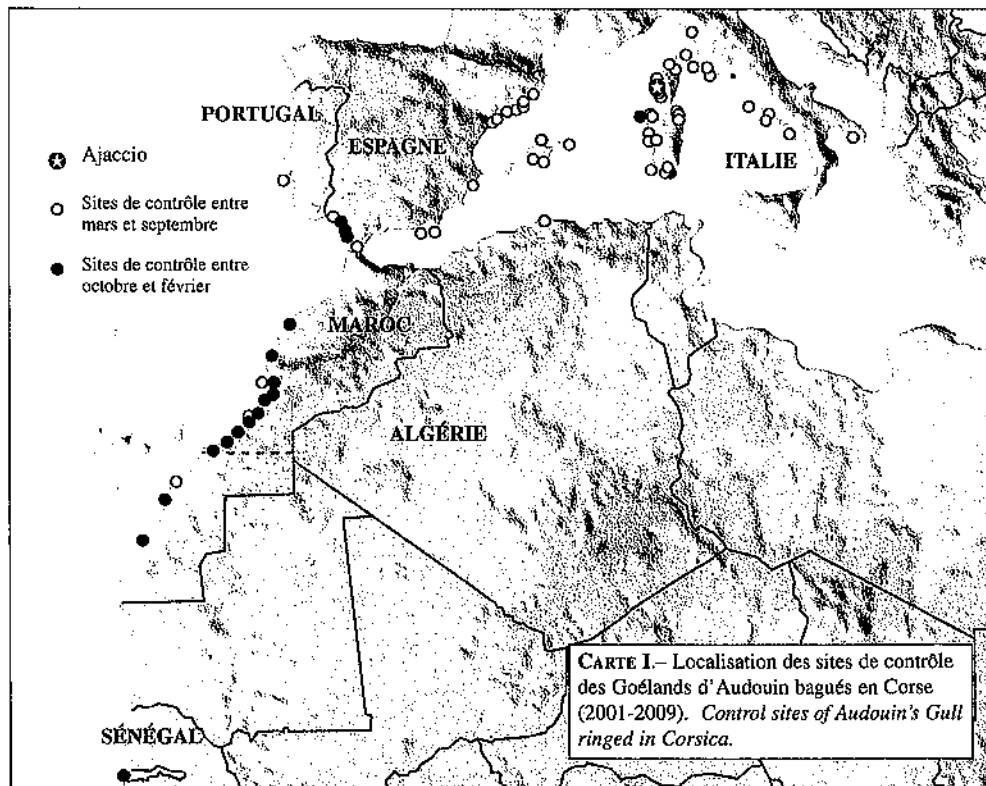 PORTUGAL
ESPAGNE
ITALIE
Ajaccio
Sites de contrôle entre
mars et septembre
Sites de contrôle entre
octobre et février
MAROC
ALGÉRIE
SÉNÉGAL
CARTE I.– Localisation des sites de contrôle
des Goélands d'Audouin bagués en Corse
(2001-2009). Control sites of Audouin's Gull
ringed in Corsica.